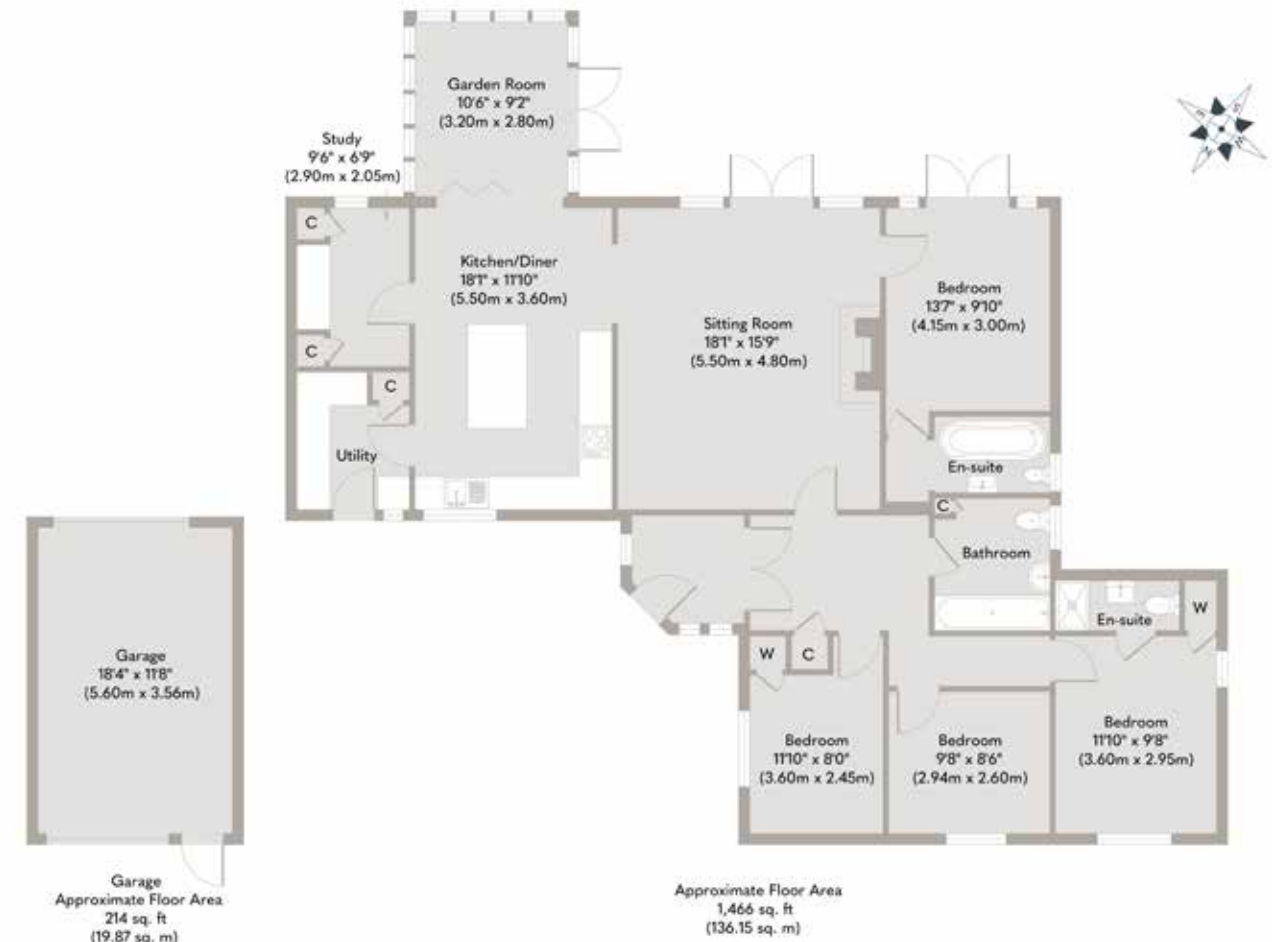 Garden Room
10'6" x 9'2"
(3.20m x 2.80m)
Study
9'6" x 6'9"
(2.90m x 2.05m)
C
Kitchen/Diner
18'1" x 11'10"
(5.50m x 3.60m)
Bedroom
13'7" x 9'10"
(4.15m x 3.00m)
Sitting Room
18'1" x 15'9"
(5.50m x 4.80m)
C
C
Utility
En-suite
C
Bathroom
En-suite
W
W
C
Garage
18'4" x 11'8"
(5.60m x 3.56m)
Bedroom
11'10" x 8'0"
(3.60m x 2.45m)
Bedroom
9'8" x 8'6"
(2.94m x 2.60m)
Bedroom
11'10" x 9'8"
(3.60m x 2.95m)
Garage
Approximate Floor Area
214 sq. ft
(19.87 sq. m)
Approximate Floor Area
1,466 sq. ft
(136.15 sq. m)